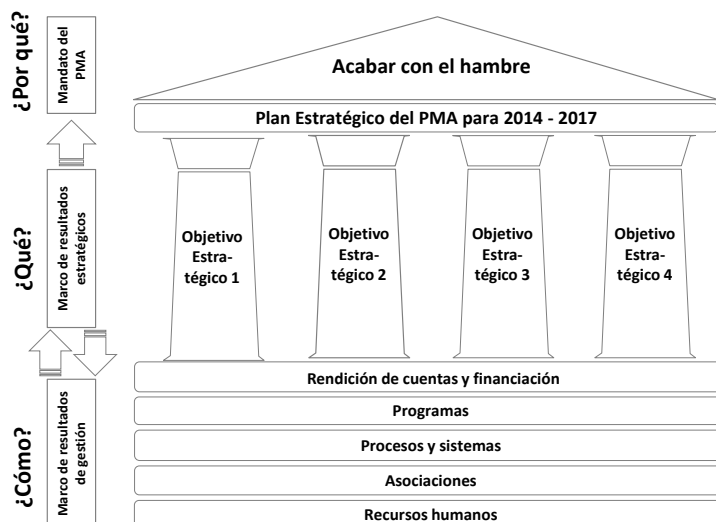 ¿Por qué?
Mandato del
PMA
Acabar con el hambre
Plan Estratégico del PMA para 2014 - 2017
¿Qué?
Marco de resultados
estratégicos
Objetivo
Estra-
tégico 1
Objetivo
Estra-
tégico 2
Objetivo
Estra-
tégico 3
Objetivo
Estra-
tégico 4
¿Cómo?
Marco de resultados
de gestión
Rendición de cuentas y financiación
Programas
Procesos y sistemas
Asociaciones
Recursos humanos